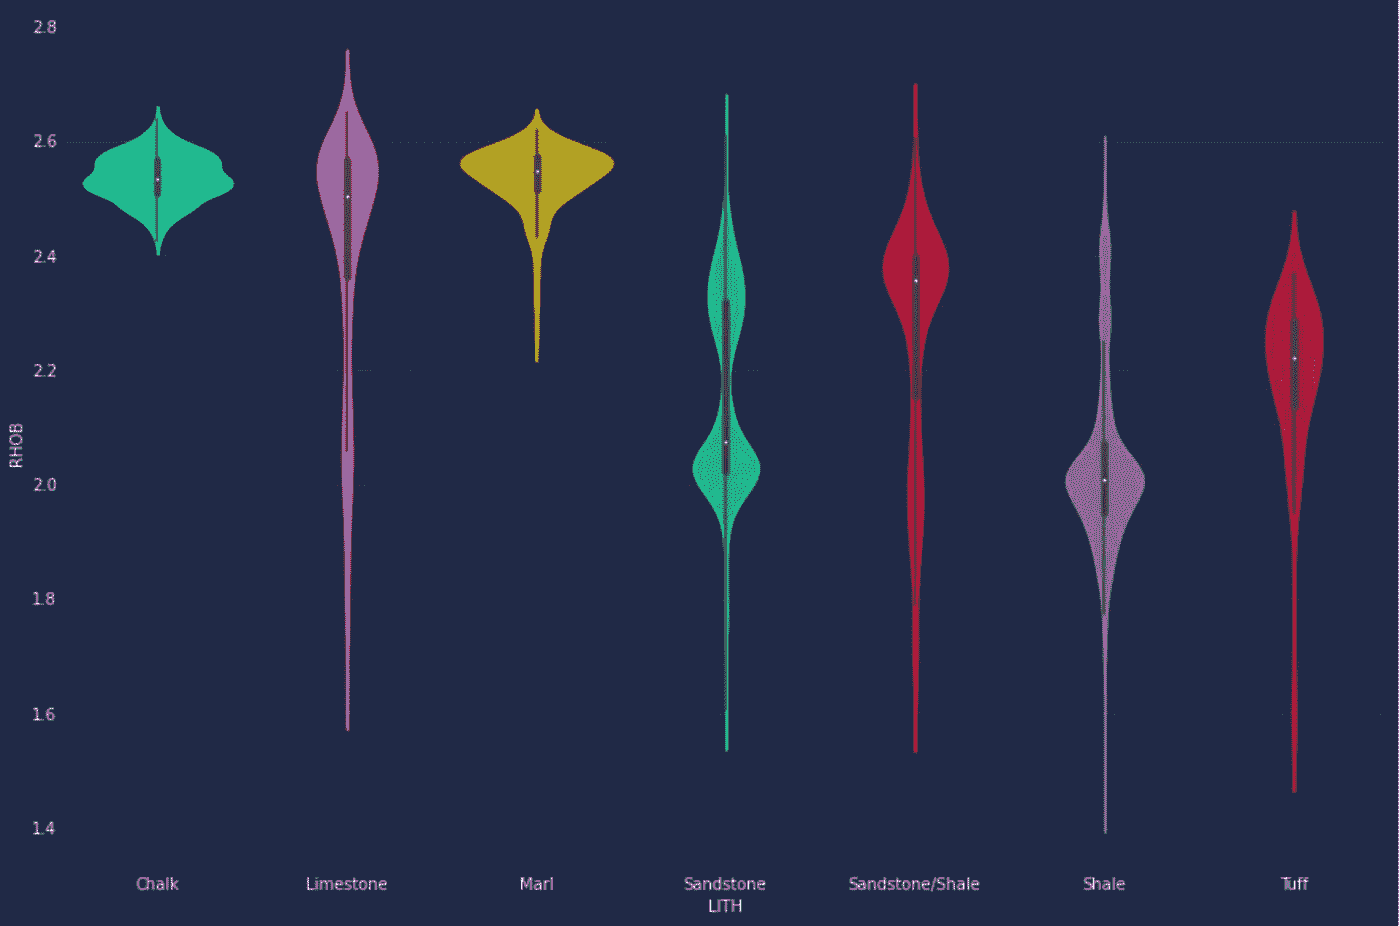 2.8
2.6
2.4
2.2
2.0
1.8
1.6
1.4
RHOB
Chalk
Limestone
Marl
Sandstone
Sandstone/Shale
Shale
Tuff
LITH